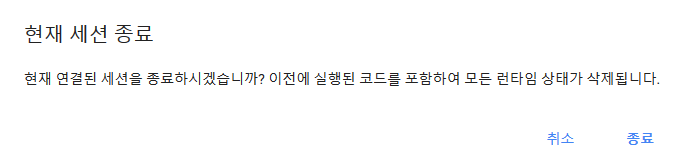 현재 세션 종료
현재 연결된 세션을 종료하시겠습니까? 이전에 실행된 코드를 포함하여 모든 런타임 상태가 삭제됩니다.
취소 종료